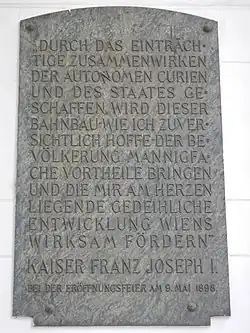 „DURCH DAS EINTRÄCH-
TIGE ZUSAMMENWIRKEN
DER AUTONOMEN CURIEN
UND DES STAATES GE-
SCHAFFEN, WIRD DIESER
BAHNBAU·WIE ICH ZUVER-
SICHTLICH HOFFE·DER BE-
VÖLKERUNG MANNIGFA-
CHE VORTHEILE BRINGEN
UND DIE MIR AM HERZEN
LIEGENDE GEDEIHLICHE
ENTWICKLUNG WIENS
WIRKSAM FÖRDERN"
KAISER FRANZ JOSEPH I.
BEI DER ERÖFFNUNGSFEIER AM 9. MAI 1898